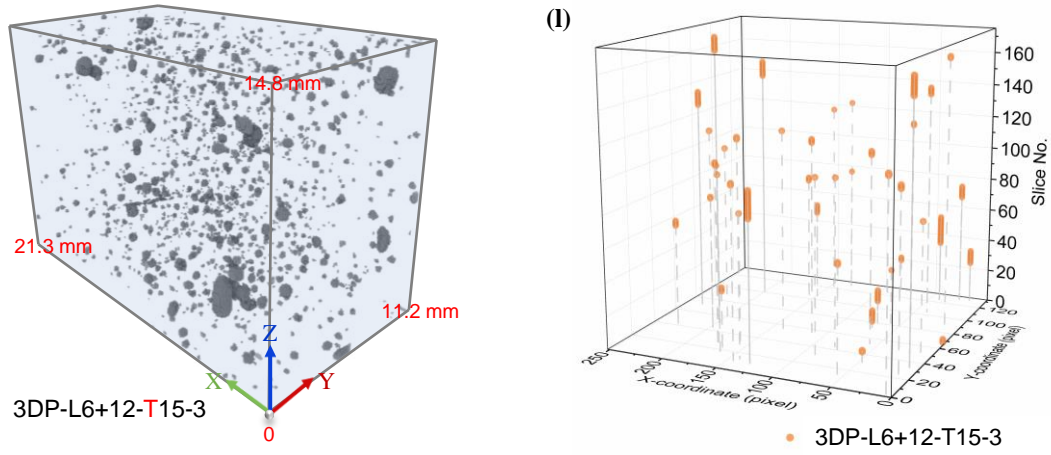 14.8 mm
21.3 mm
11.2 mm
Z
X
Y
3DP-L6+12-T15-3
0
(l)
160
140
120
100
80
60
40
20
0
Slice No.
250
200
150
100
50
0
X-coordinate (pixel)
120
100
80
60
40
20
0
Y-coordinate (pixel)
3DP-L6+12-T15-3